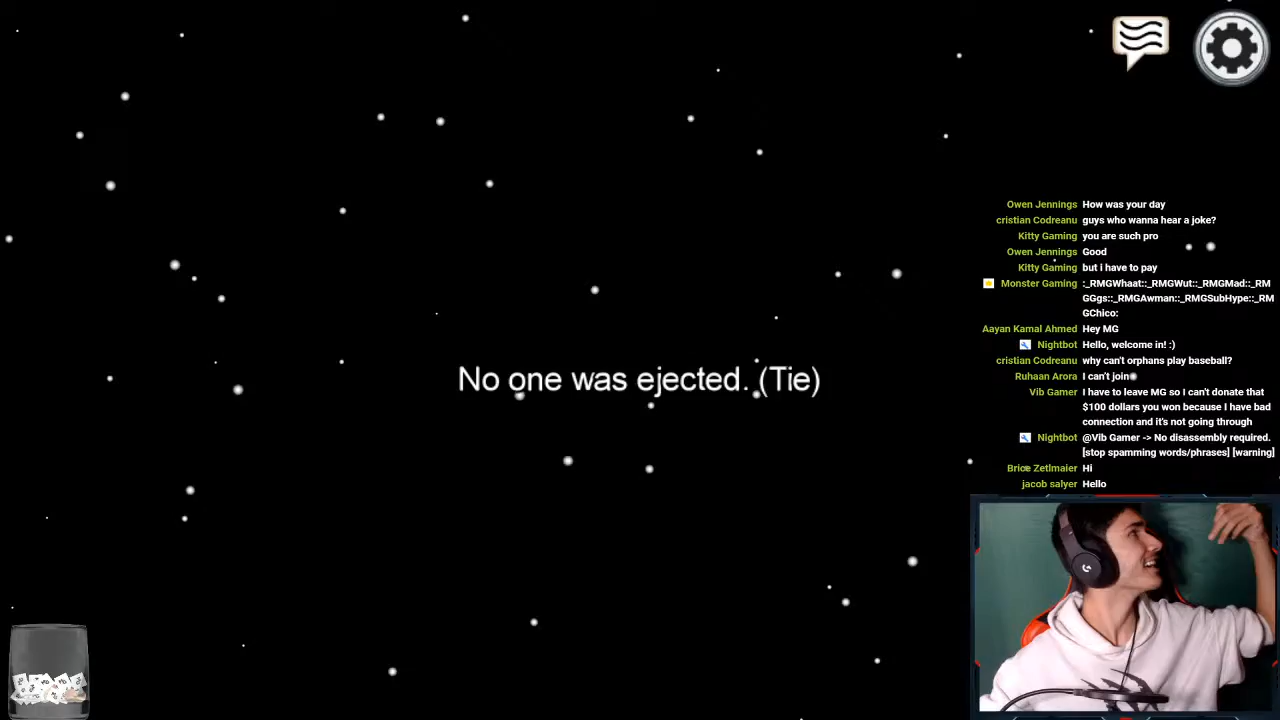 Owen Jennings How was your day
cristian Codreanu guys who wanna hear a joke?
Kitty Gaming you are such pro
Owen Jennings Good
Kitty Gaming but i have to pay
Monster Gaming :_RMGWhaat::_RMGWut::_RMGMad::_RM
GGgs::_RMGAwman::_RMGSubHype::_RM
GChico:
Aayan Kamal Ahmed Hey MG
Nightbot Hello, welcome in! :)
cristian Codreanu why can't orphans play baseball?
Ruhaan Arora I can't join
Vib Gamer I have to leave MG so I can't donate that
$100 dollars you won because I have bad
connection and it's not going through
Nightbot @Vib Gamer -> No disassembly required.
[stop spamming words/phrases] [warning]
Brice Zetlmaier Hi
jacob salyer Hello
No one was ejected. (Tie)